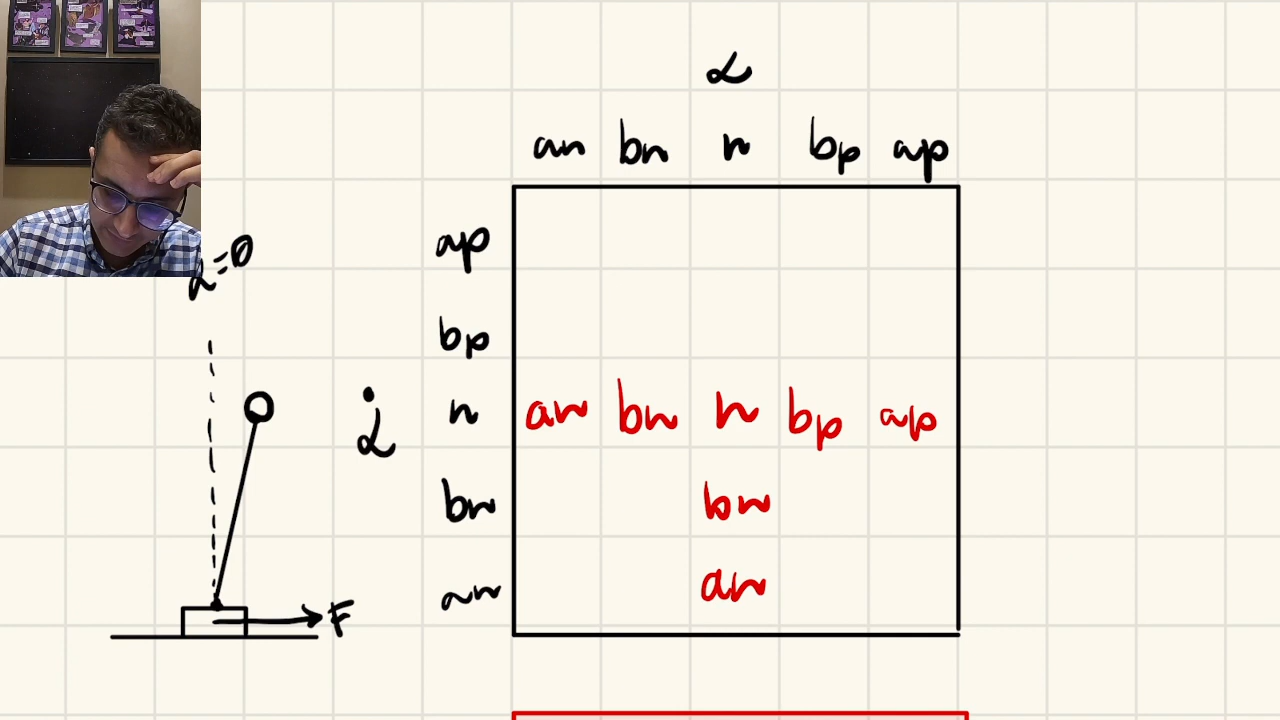 α
an bn n bp ap
α=0
ap
bp
α̇ n an bn n bp ap
bn bn
an an
F